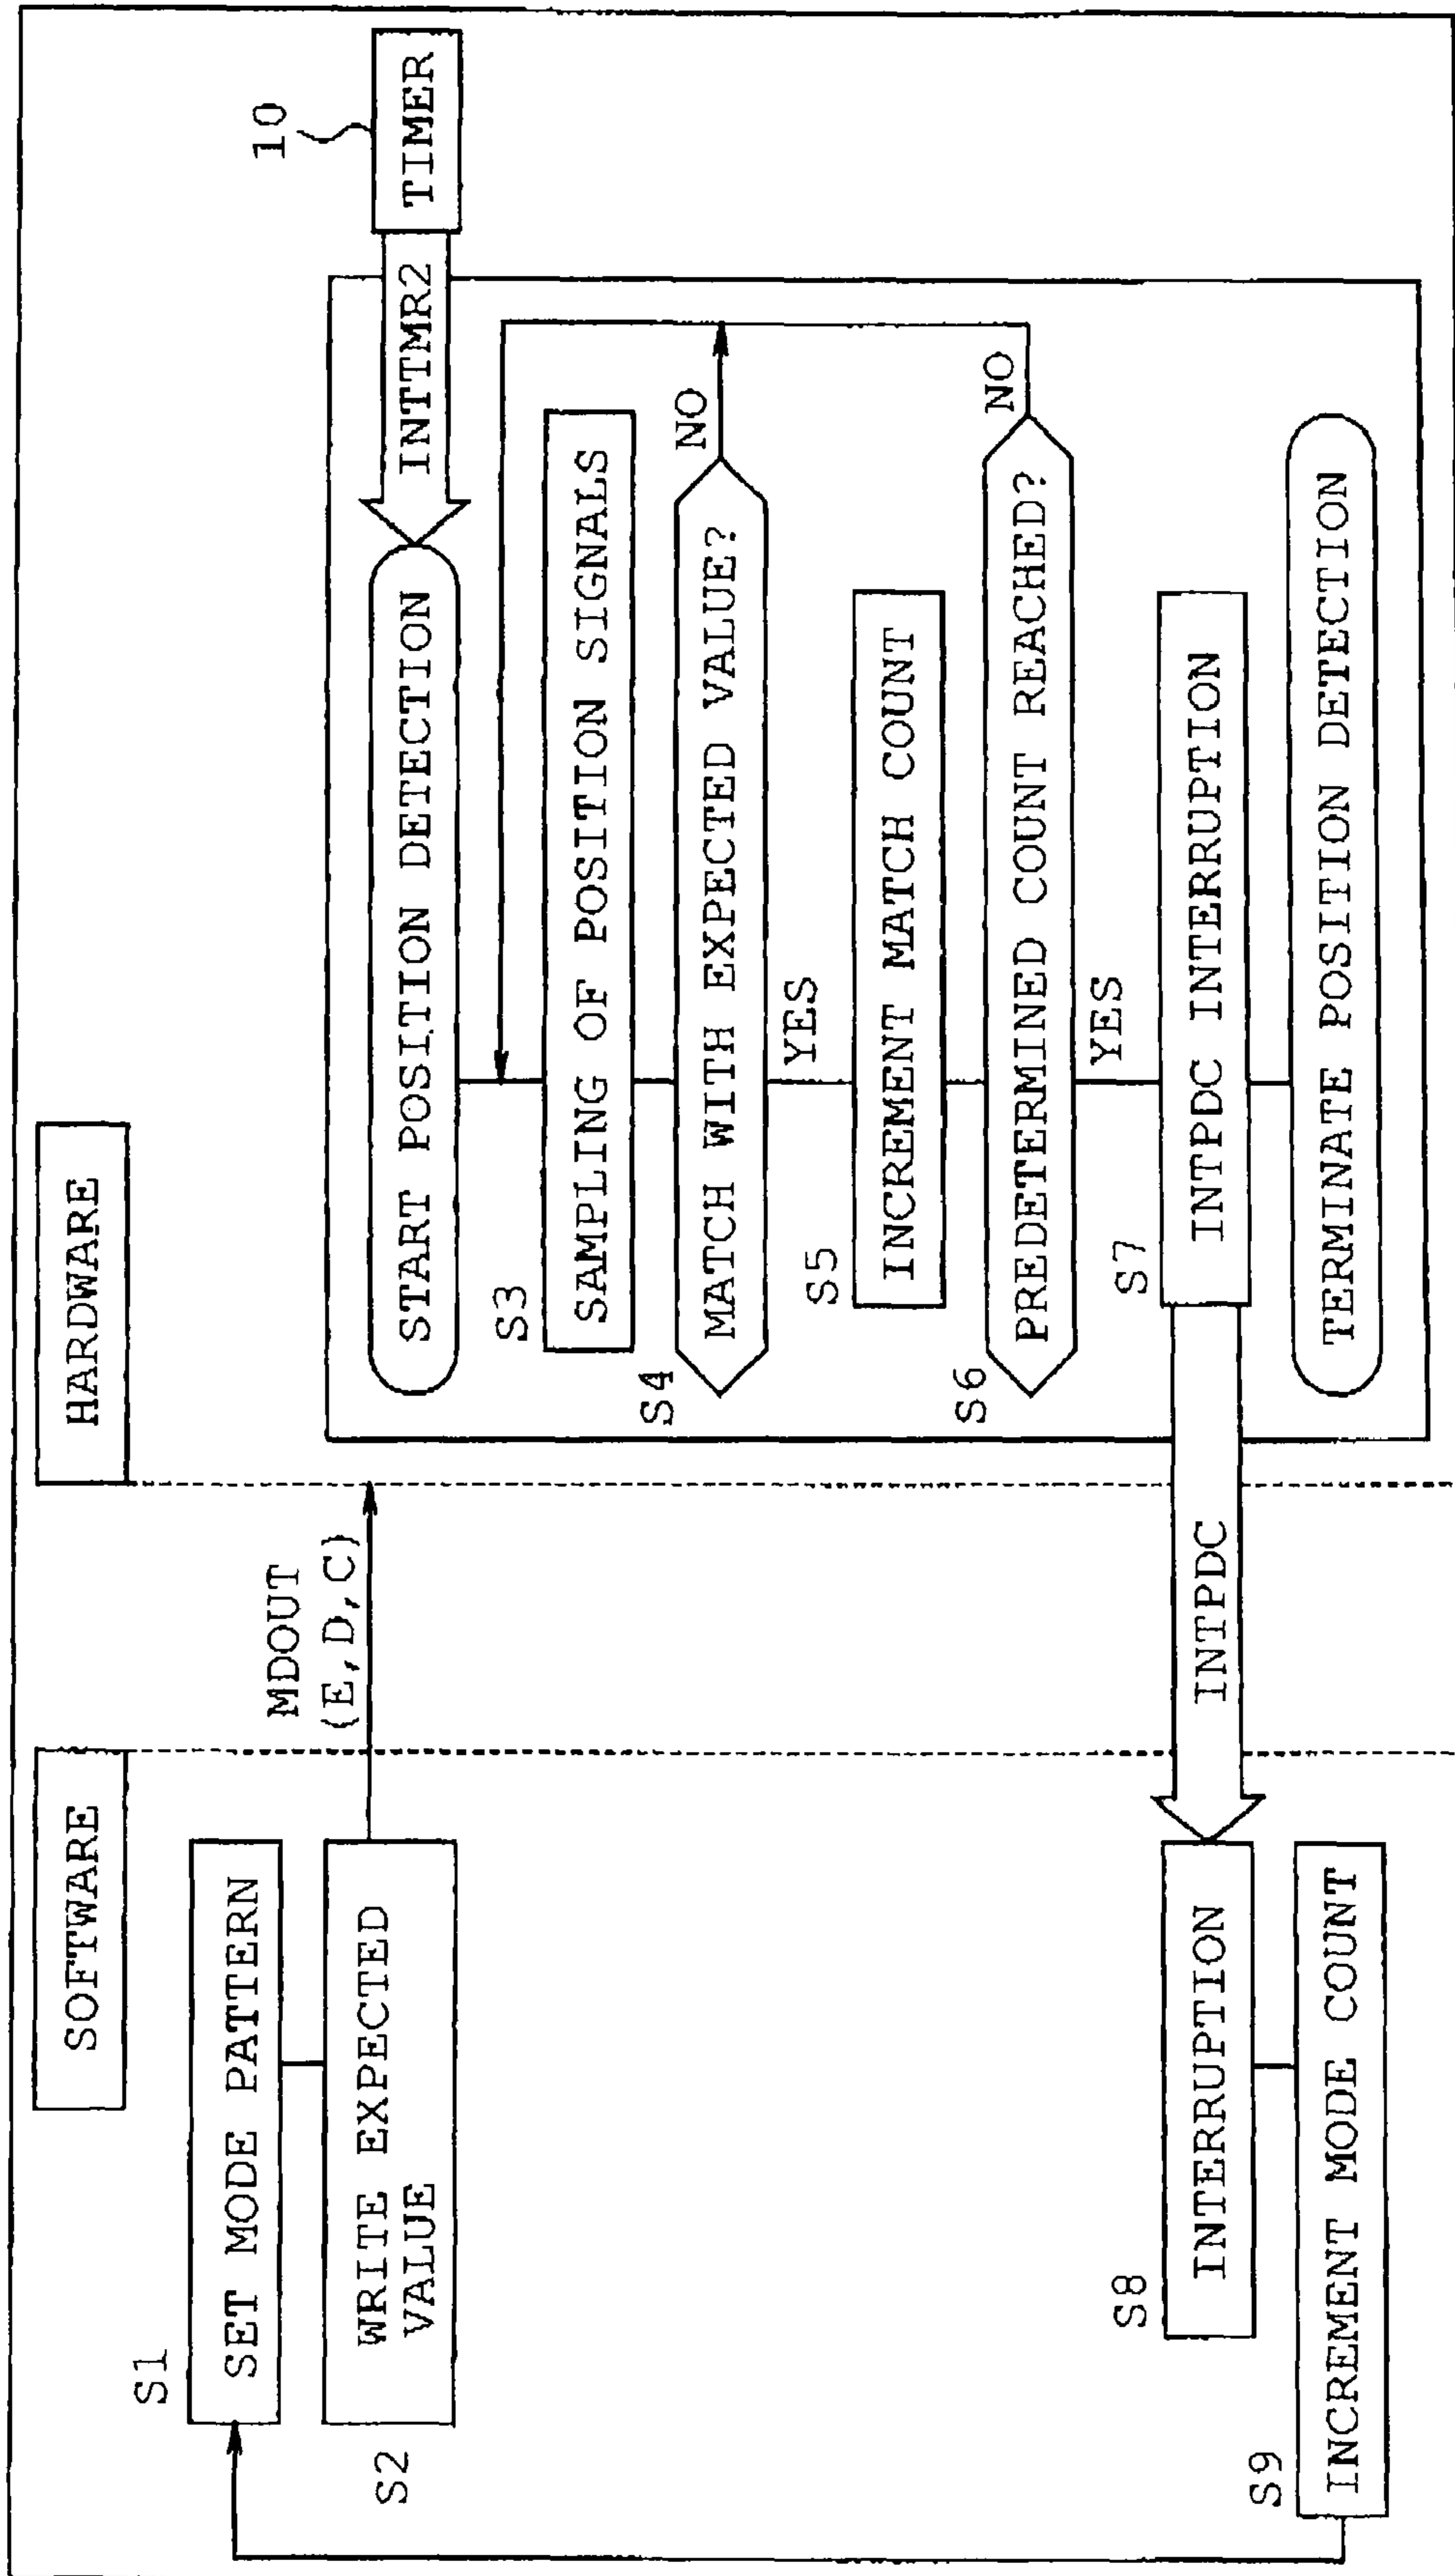 SOFTWARE
HARDWARE
S1
SET MODE PATTERN
S2
WRITE EXPECTED
VALUE
MDOUT
(E,D,C)
10
TIMER
INTTMR2
START POSITION DETECTION
S3
SAMPLING OF POSITION SIGNALS
S4
MATCH WITH EXPECTED VALUE?
NO
YES
S5
INCREMENT MATCH COUNT
S6
PREDETERMINED COUNT REACHED?
NO
YES
S7
INTPDC INTERRUPTION
INTPDC
TERMINATE POSITION DETECTION
S8
INTERRUPTION
S9
INCREMENT MODE COUNT